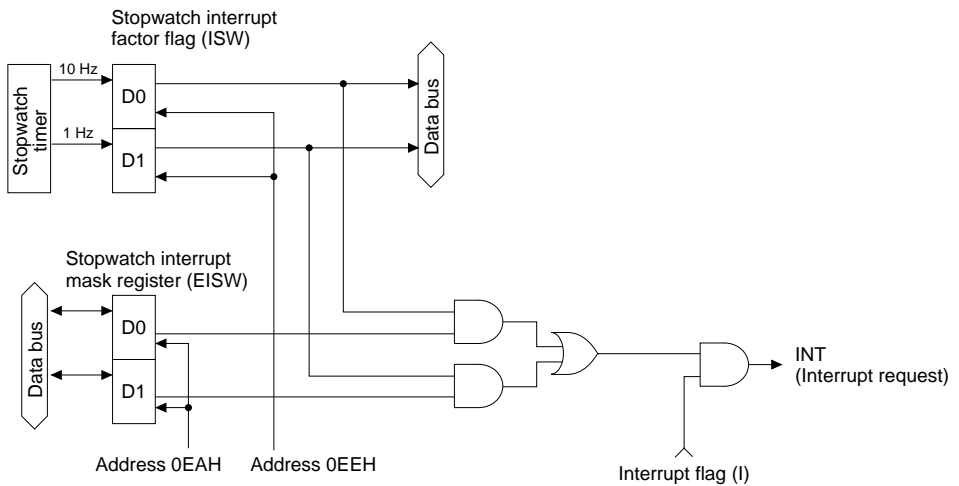 Stopwatch interrupt
factor flag (ISW)
Stopwatch
timer
10 Hz
1 Hz
D0
D1
Data bus
Stopwatch interrupt
mask register (EISW)
Data bus
D0
D1
Address 0EAH
Address 0EEH
INT
(Interrupt request)
Interrupt flag (I)